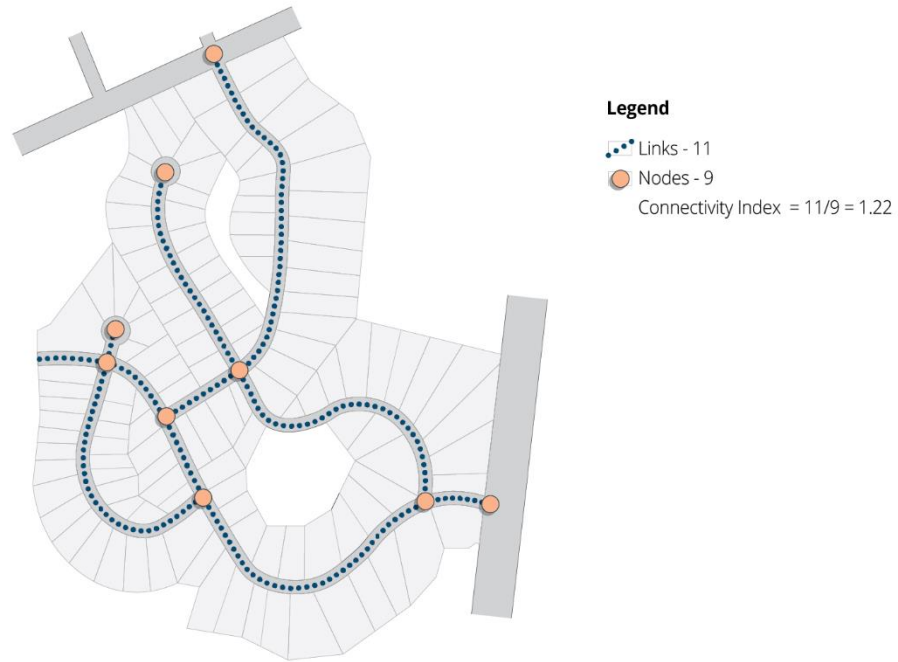 Legend
Links - 11
Nodes - 9
Connectivity Index = 11/9 = 1.22